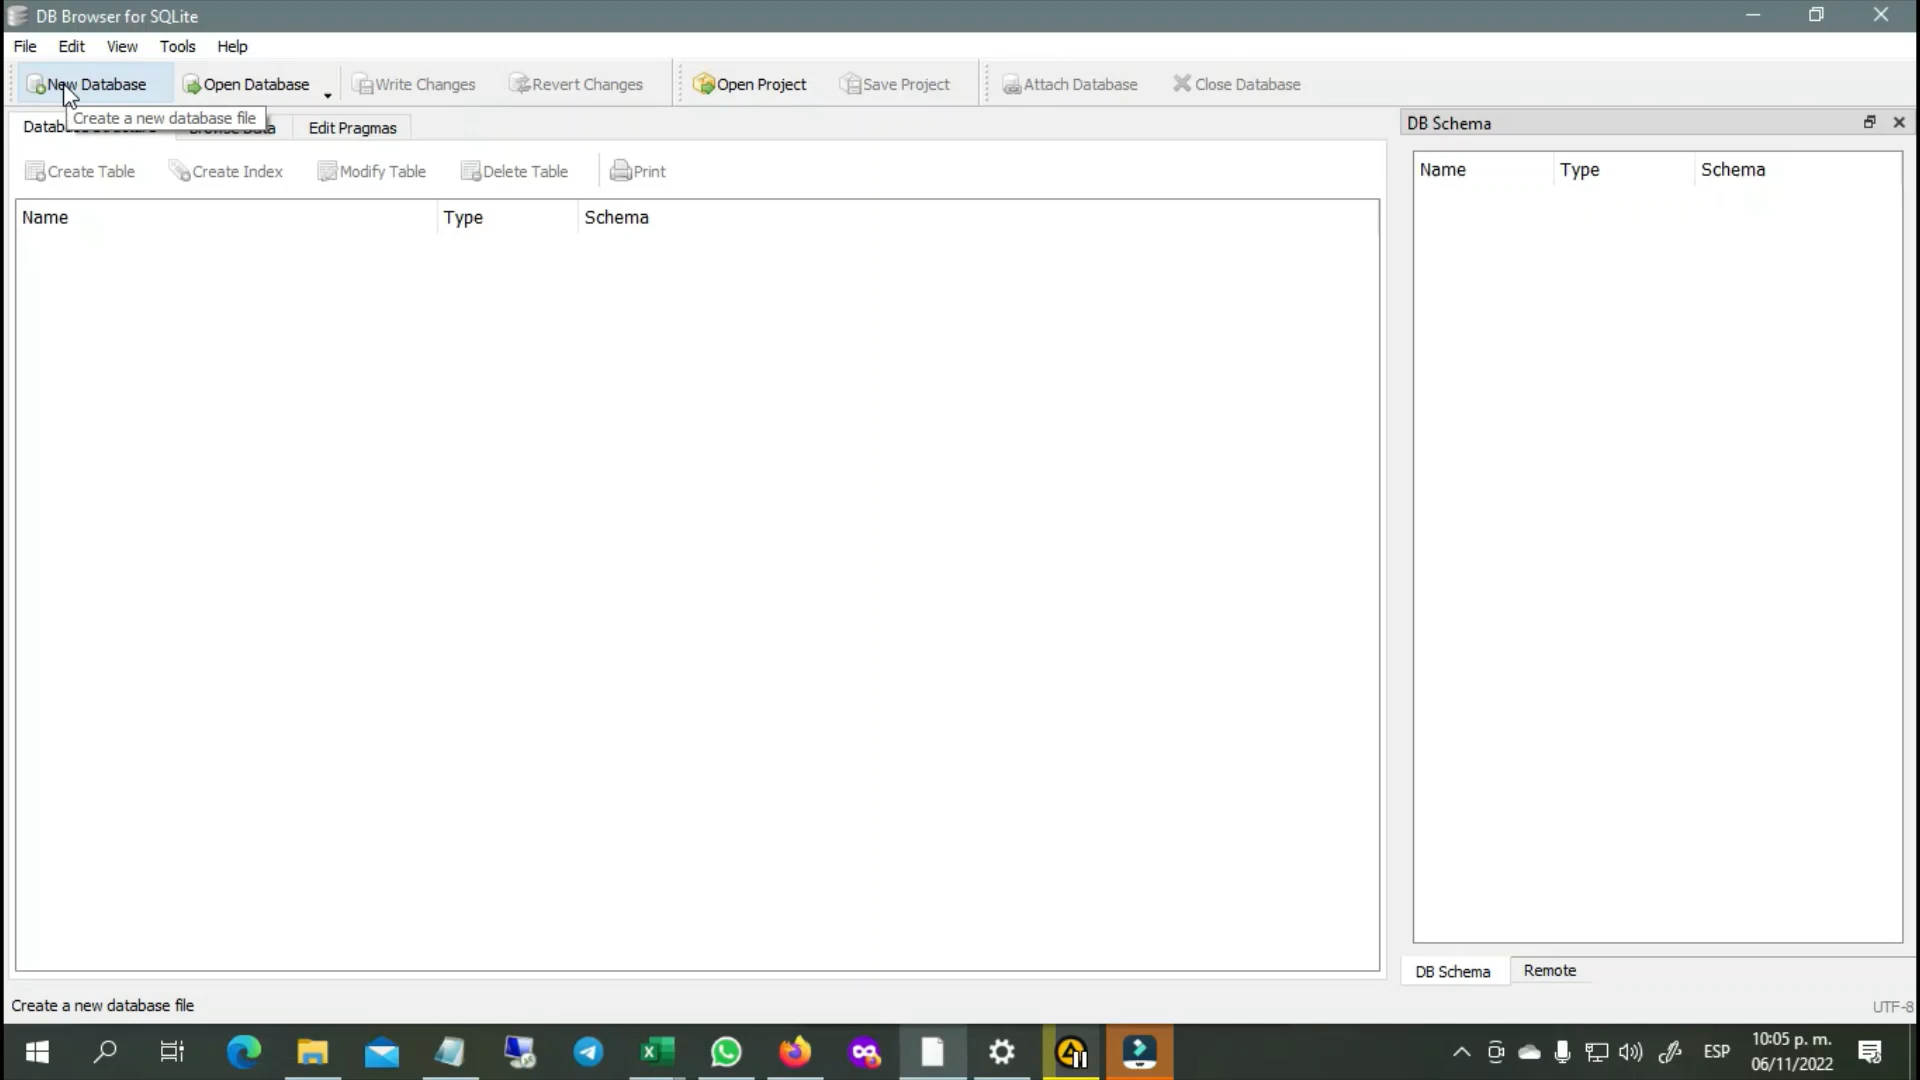 DB Browser for SQLite
File Edit View Tools Help
New Database Open Database Write Changes Revert Changes Open Project Save Project Attach Database Close Database
Create a new database file
Edit Pragmas
Create Table Create Index Modify Table Delete Table Print
Name Type Schema
DB Schema
Name Type Schema
DB Schema Remote
Create a new database file
UTF-8
ESP
10:05 p. m.
06/11/2022